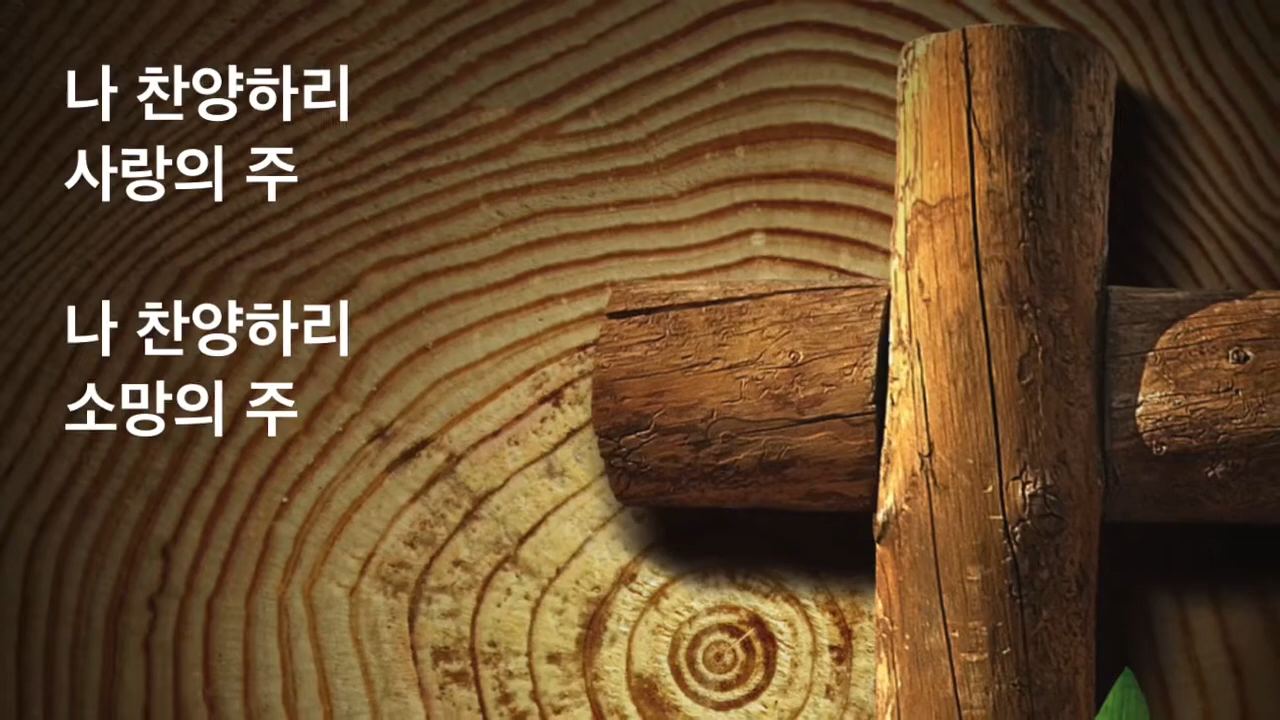 나 찬양하리
사랑의 주
나 찬양하리
소망의 주